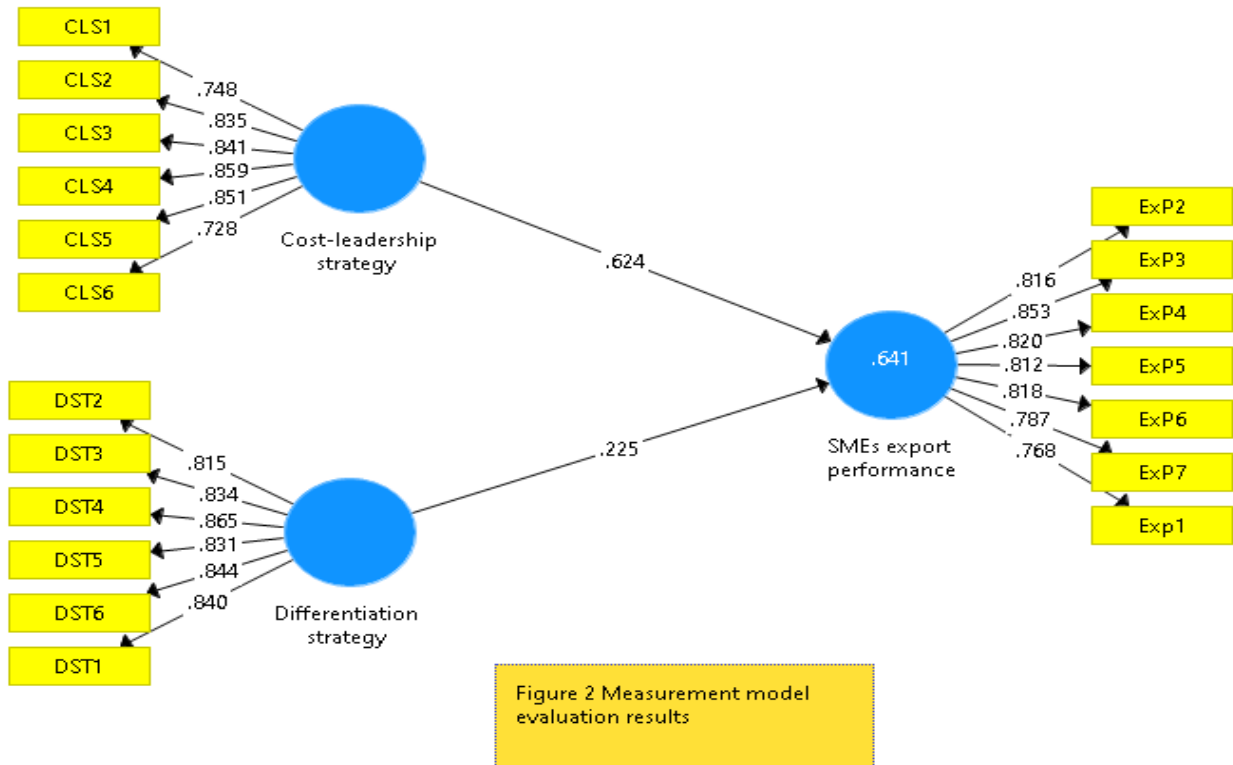 CLS1
CLS2
CLS3
CLS4
CLS5
CLS6
.748
.835
.841
.859
.851
.728
Cost-leadership
strategy
.624
DST2
DST3
DST4
DST5
DST6
DST1
.815
.834
.865
.831
.844
.840
Differentiation
strategy
.225
.641
SMEs export
performance
.816
.853
.820
.812
.818
.787
.768
ExP2
ExP3
ExP4
ExP5
ExP6
ExP7
Exp1
Figure 2 Measurement model
evaluation results